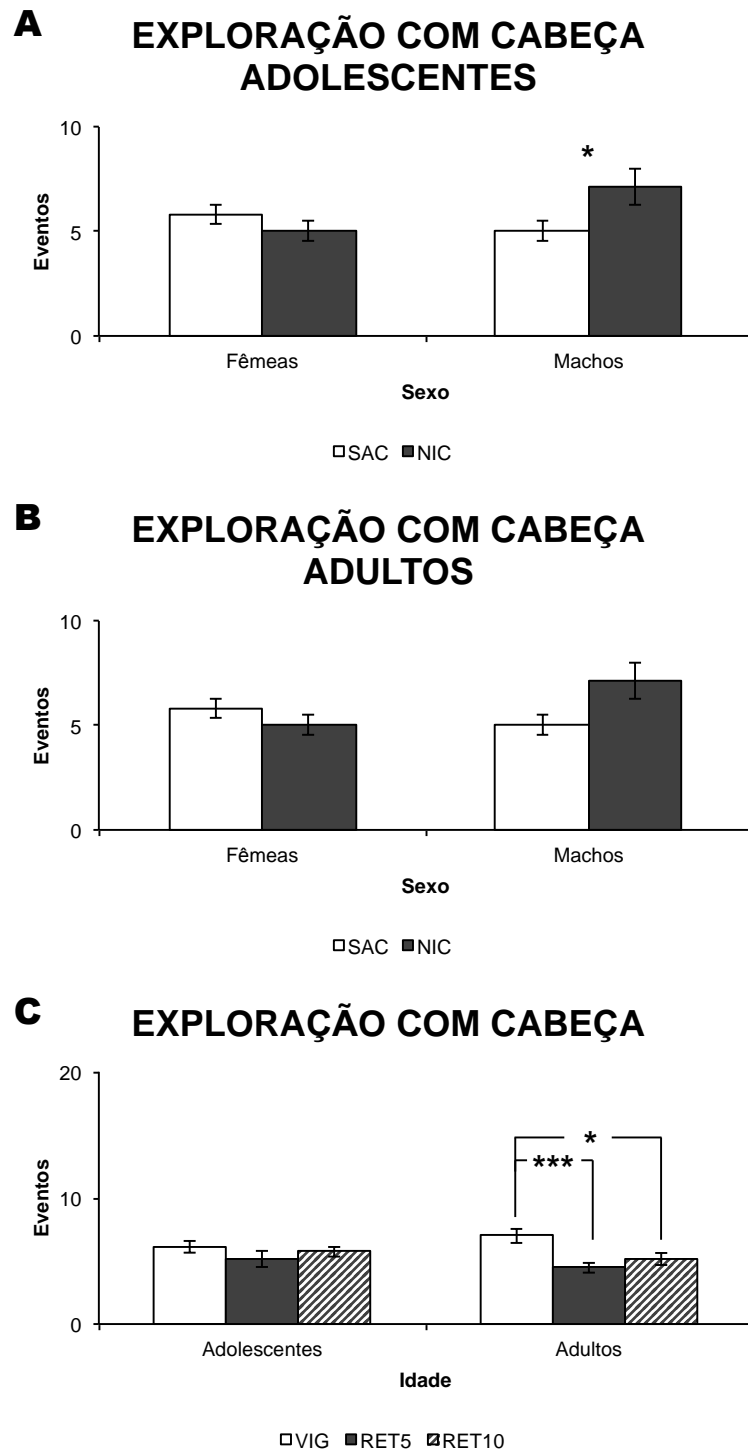 A
EXPLORAÇÃO COM CABEÇA
ADOLESCENTES
10
*
5
0
Eventos
Fêmeas
Machos
Sexo
SAC NIC
B
EXPLORAÇÃO COM CABEÇA
ADULTOS
10
5
0
Eventos
Fêmeas
Machos
Sexo
SAC NIC
C
EXPLORAÇÃO COM CABEÇA
20
*
***
10
0
Eventos
Adolescentes
Adultos
Idade
VIG RET5 RET10